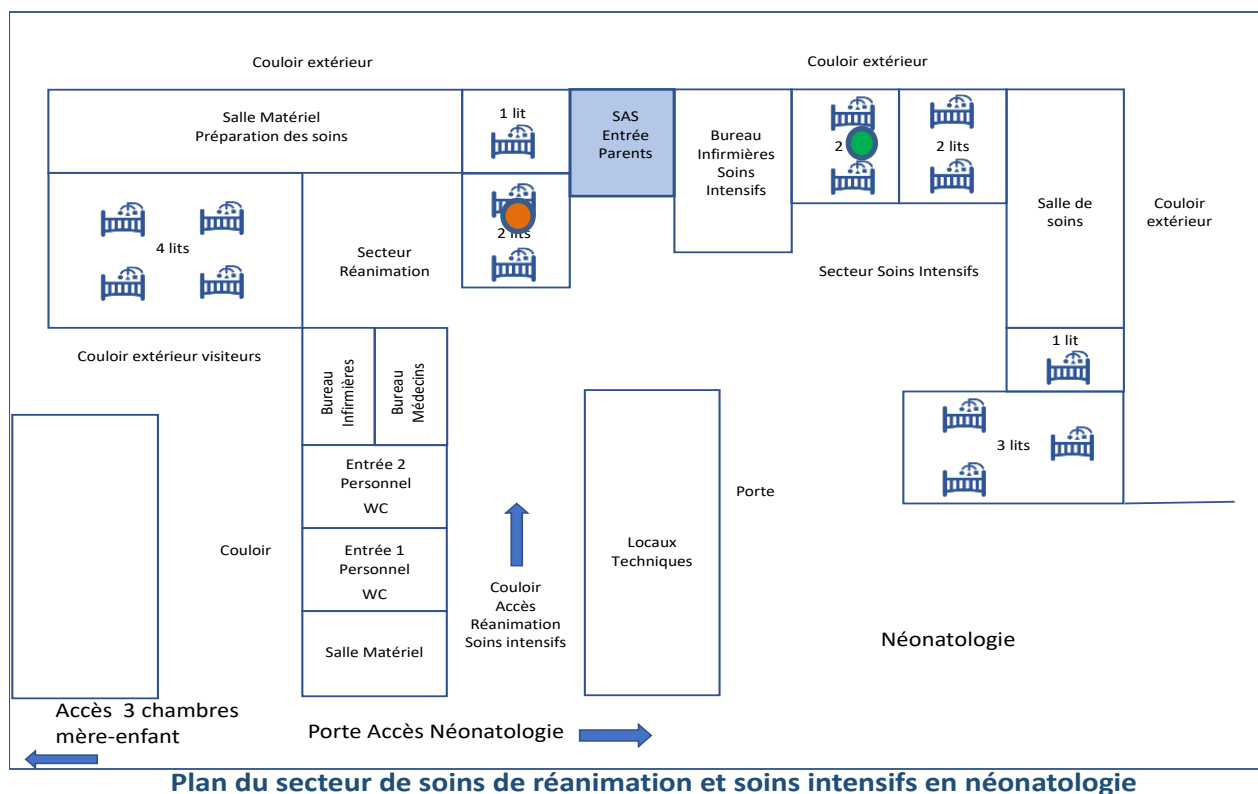 Couloir extérieur
Couloir extérieur
Salle Matériel
Préparation des soins
1 lit
SAS
Entrée
Parents
Bureau
Infirmières
Soins
Intensifs
2
2 lits
Salle de
soins
Couloir
extérieur
4 lits
Secteur
Réanimation
2 lits
Secteur Soins Intensifs
Couloir extérieur visiteurs
Bureau
Infirmières
Bureau
Médecins
1 lit
3 lits
Entrée 2
Personnel
WC
Porte
Couloir
Entrée 1
Personnel
WC
Locaux
Techniques
Couloir
Accès
Réanimation
Soins intensifs
Salle Matériel
Néonatologie
Accès 3 chambres
mère-enfant
Porte Accès Néonatologie
Plan du secteur de soins de réanimation et soins intensifs en néonatologie